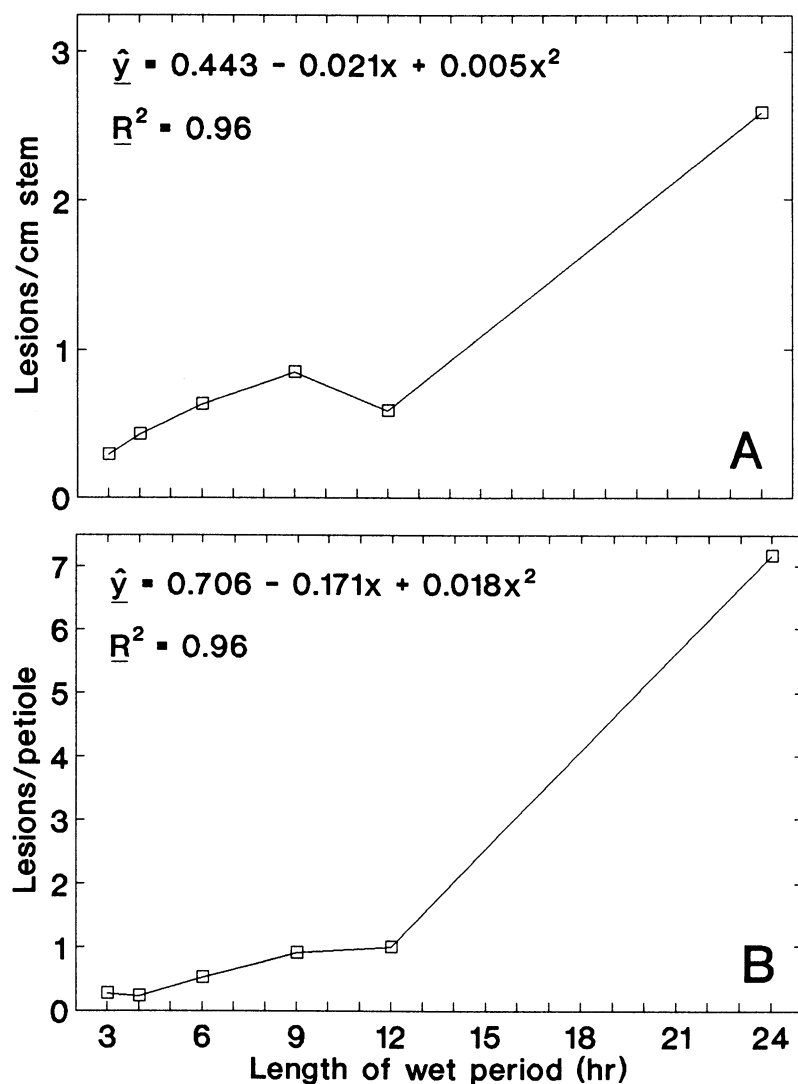 3
ŷ = 0.443 - 0.021x + 0.005x²
R² = 0.96
2
1
0
Lesions/cm stem
A
7
ŷ = 0.706 - 0.171x + 0.018x²
6
R² = 0.96
5
4
3
2
1
0
Lesions/petiole
B
3 6 9 12 15 18 21 24
Length of wet period (hr)